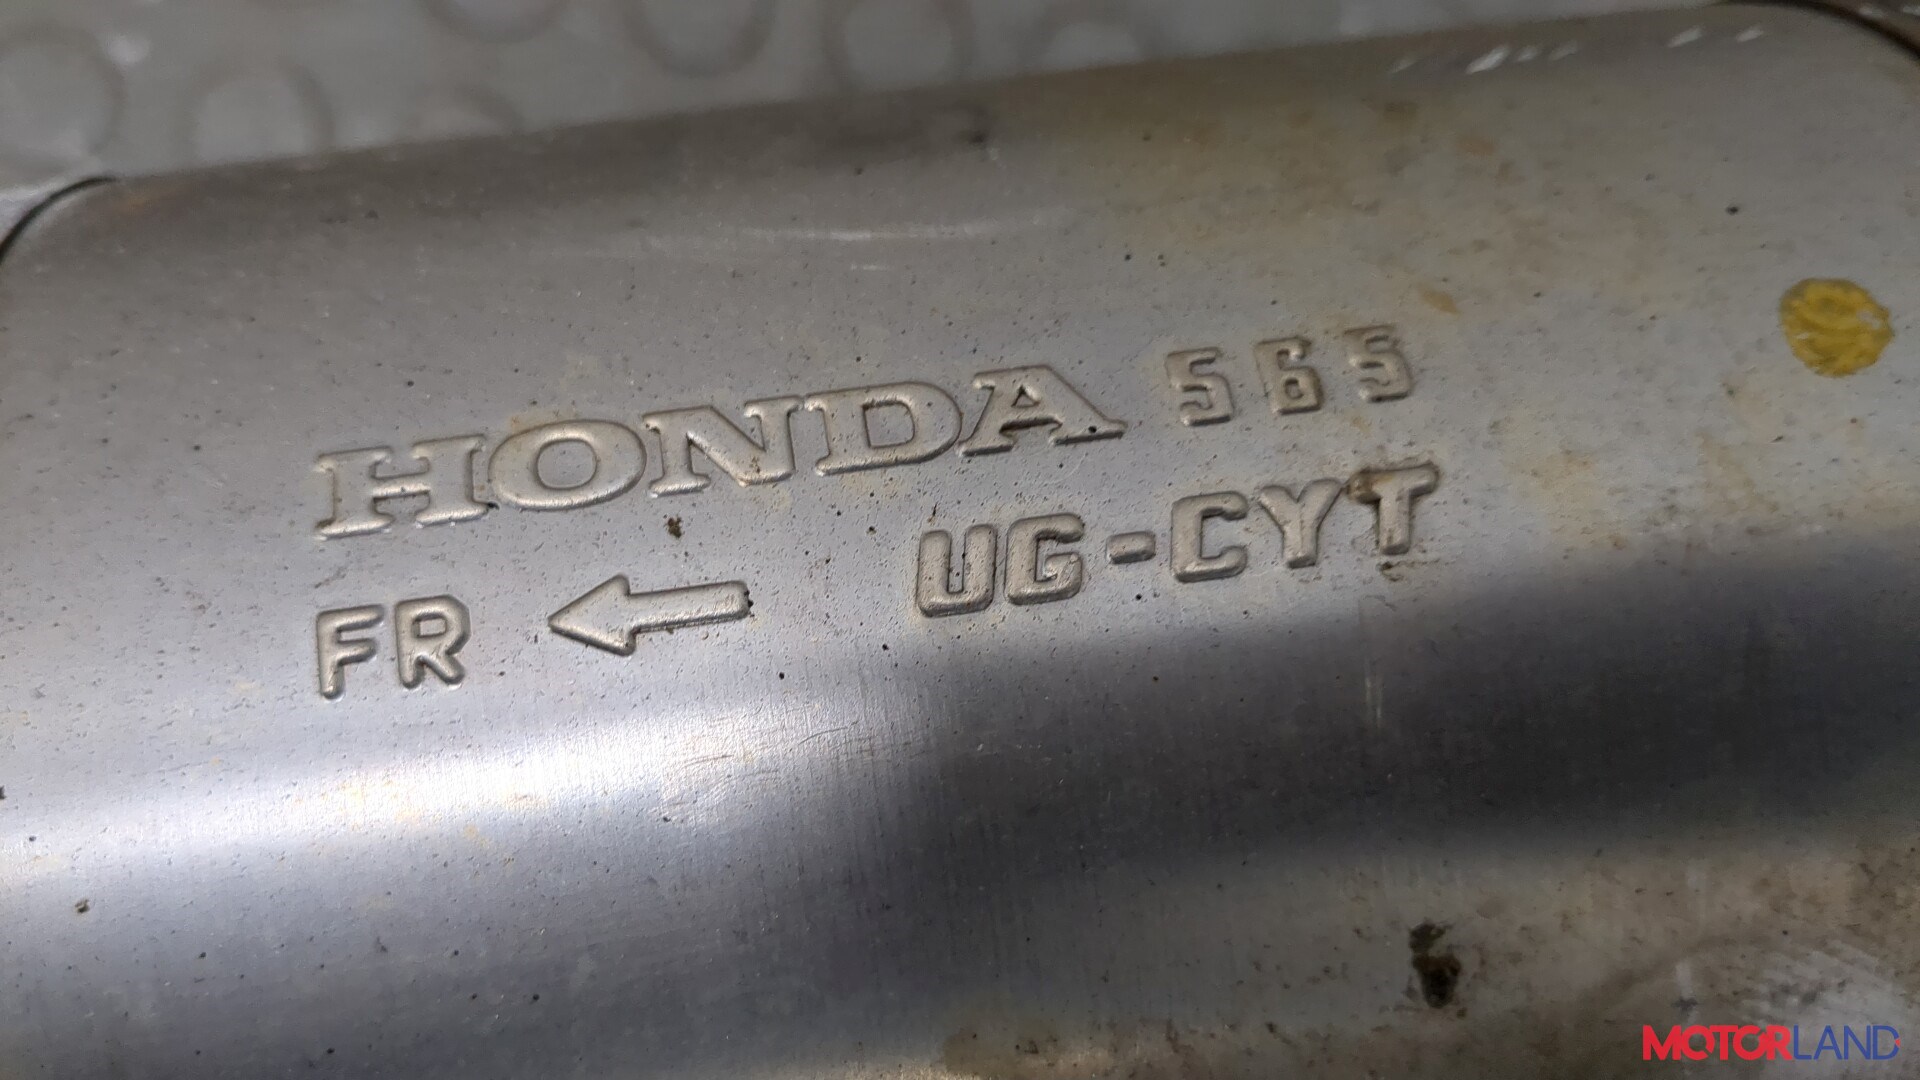 HONDA 565
FR ← UG-CYT
MOTORLAND